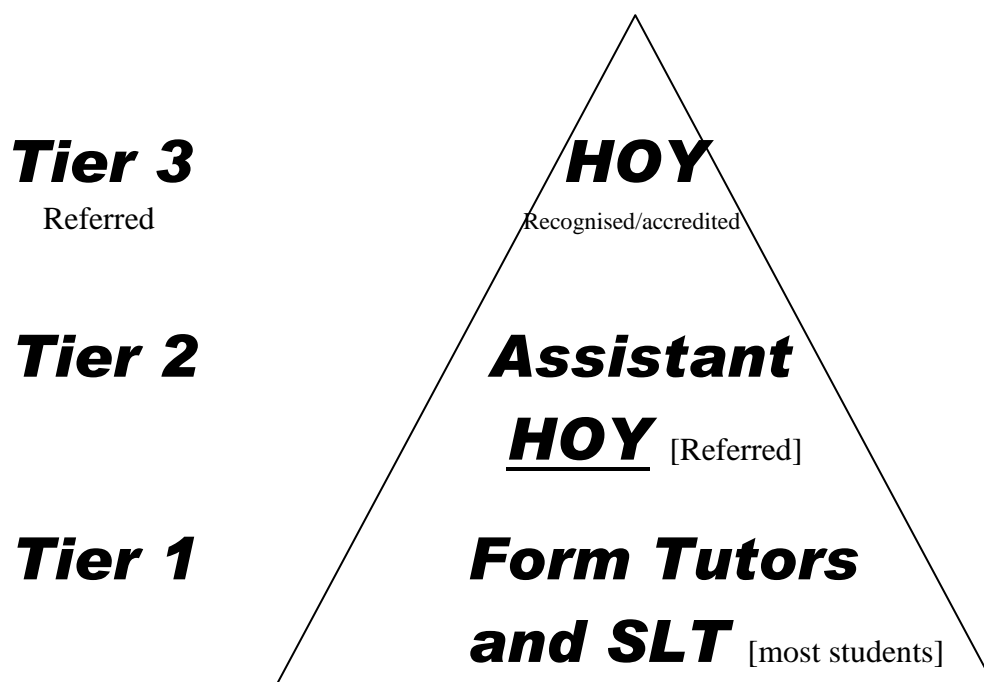 Tier 3 HOY
Referred Recognised/accredited
Tier 2 Assistant
HOY [Referred]
Tier 1 Form Tutors
and SLT [most students]